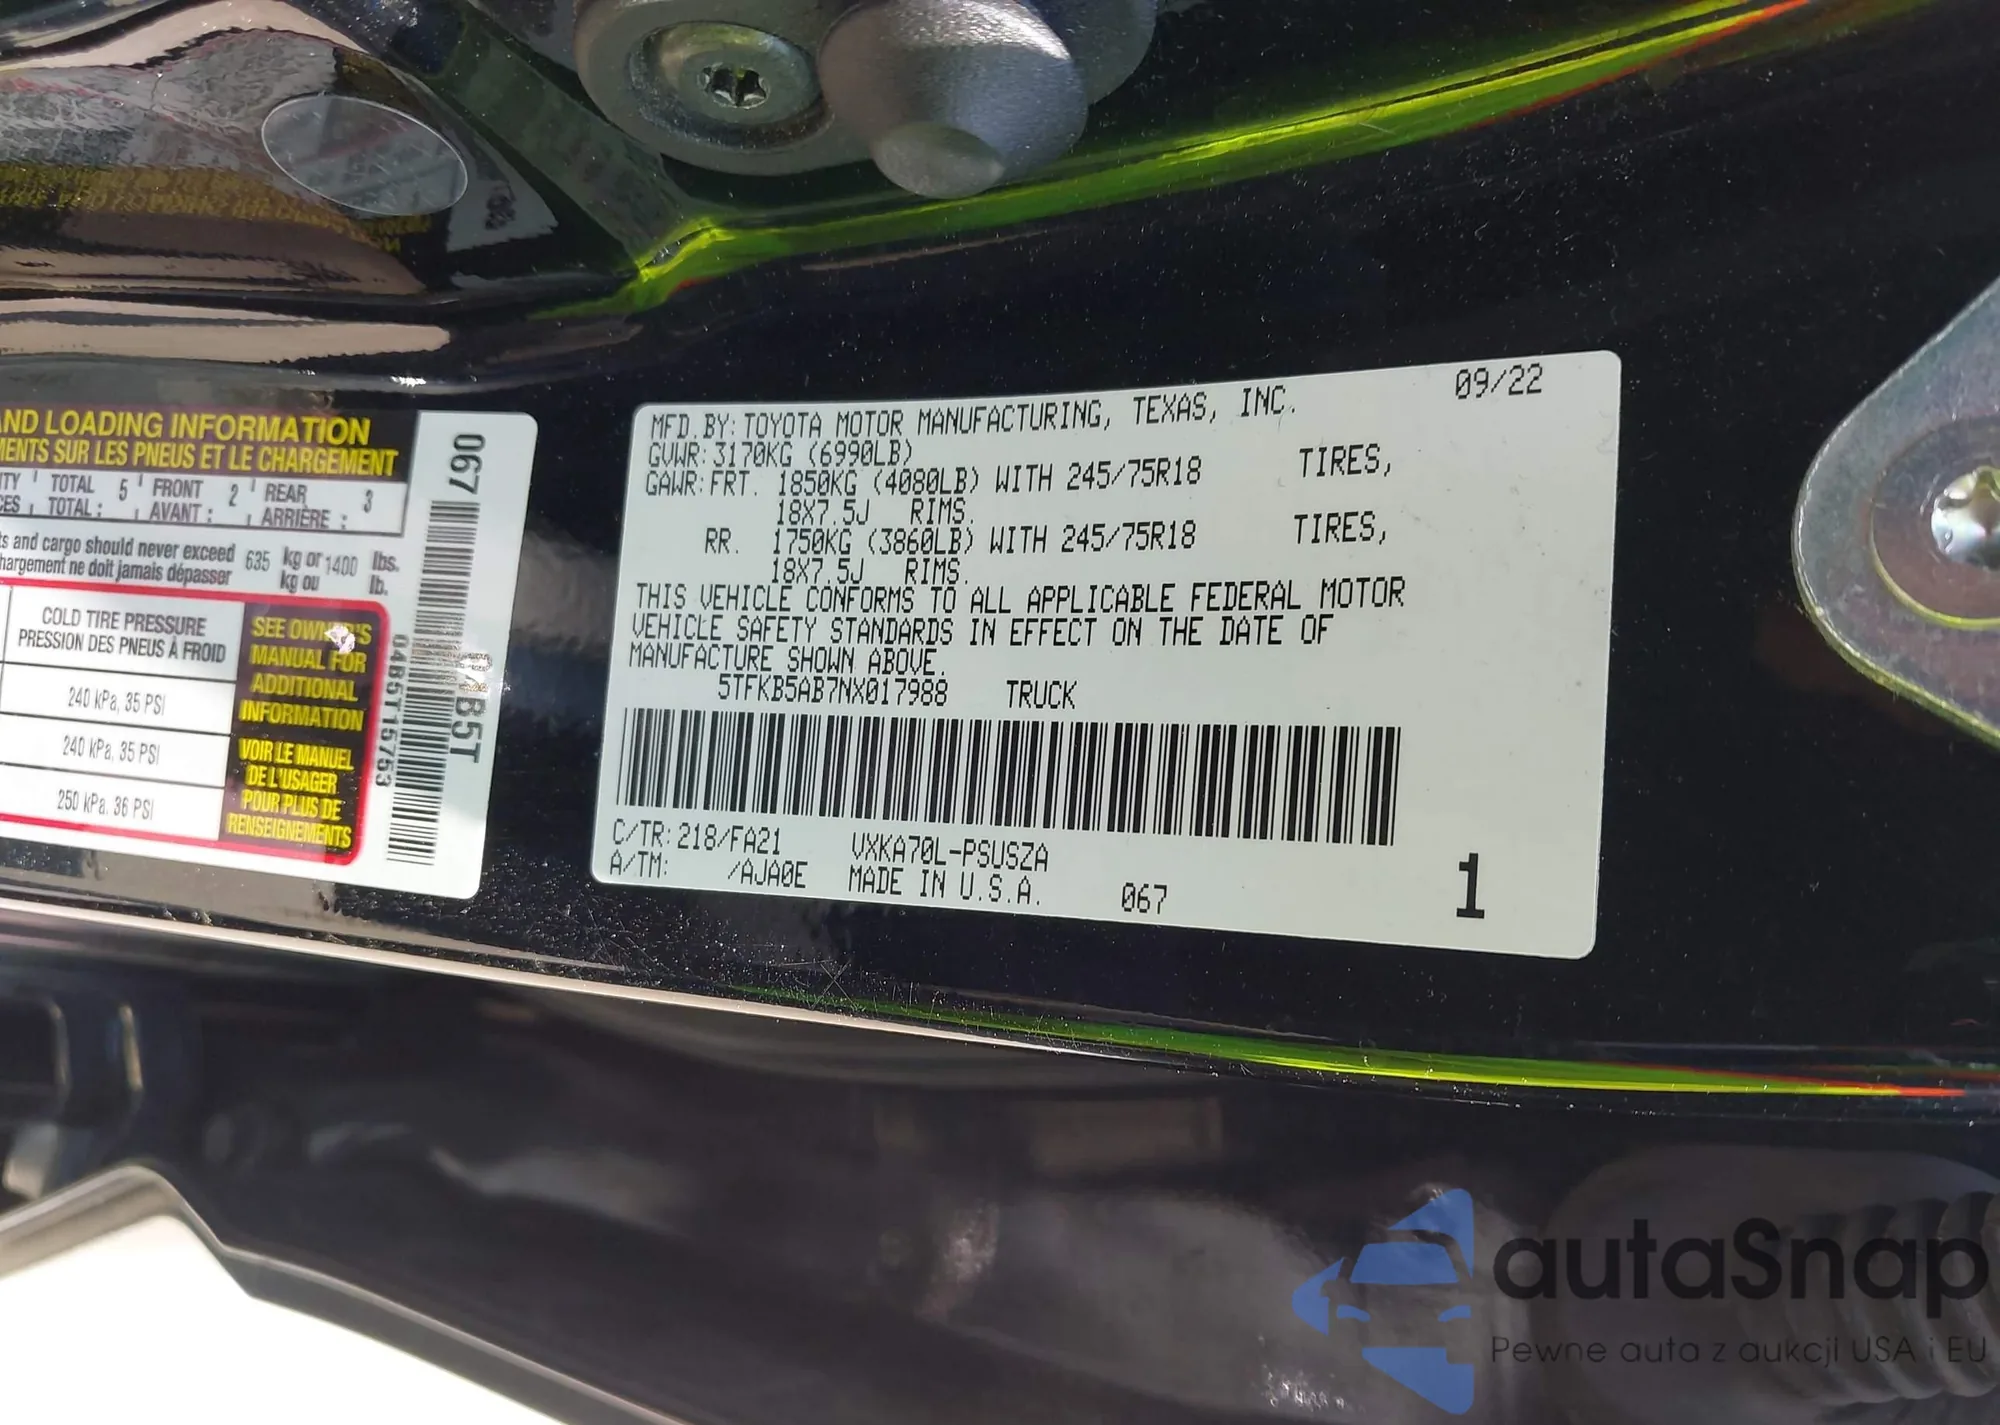 AND LOADING INFORMATION
MENTS SUR LES PNEUS ET LE CHARGEMENT
TOTAL 5 FRONT 2 REAR 3
TOTAL : AVANT : ARRIÈRE :
and cargo should never exceed 635 kg or 1400 lbs.
chargement ne doit jamais dépasser kg ou lb.
COLD TIRE PRESSURE
PRESSION DES PNEUS À FROID
240 kPa, 35 PSI
240 kPa, 35 PSI
250 kPa, 36 PSI
SEE OWNER'S
MANUAL FOR
ADDITIONAL
INFORMATION
VOIR LE MANUEL
DE L'USAGER
POUR PLUS DE
RENSEIGNEMENTS
067
04B5T15753
09/22
MFD. BY: TOYOTA MOTOR MANUFACTURING, TEXAS, INC.
GVWR: 3170KG (6990LB)
GAWR: FRT. 1850KG (4080LB) WITH 245/75R18 TIRES,
18X7.5J RIMS.
RR. 1750KG (3860LB) WITH 245/75R18 TIRES,
18X7.5J RIMS.
THIS VEHICLE CONFORMS TO ALL APPLICABLE FEDERAL MOTOR
VEHICLE SAFETY STANDARDS IN EFFECT ON THE DATE OF
MANUFACTURE SHOWN ABOVE.
5TFKB5AB7NX017988 TRUCK
C/TR: 218/FA21 VXKA70L-PSUSZA
A/TM: /AJA0E MADE IN U.S.A. 067
1
autaSnap
Pewne auta z aukcji USA i EU